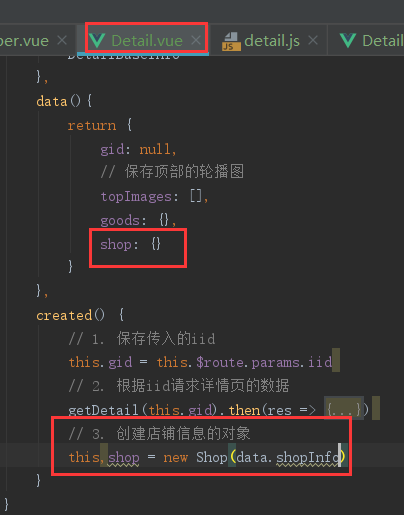 per.vue × Detail.vue × detail.js × Detail
DetailBaseInfo
},
data(){
return {
gid: null,
// 保存顶部的轮播图
topImages: [],
goods: {},
shop: {}
}
},
created() {
// 1. 保存传入的iid
this.gid = this.$route.params.iid
// 2. 根据iid请求详情页的数据
getDetail(this.gid).then(res => {...})
// 3. 创建店铺信息的对象
this,shop = new Shop(data.shopInfo)
}
}